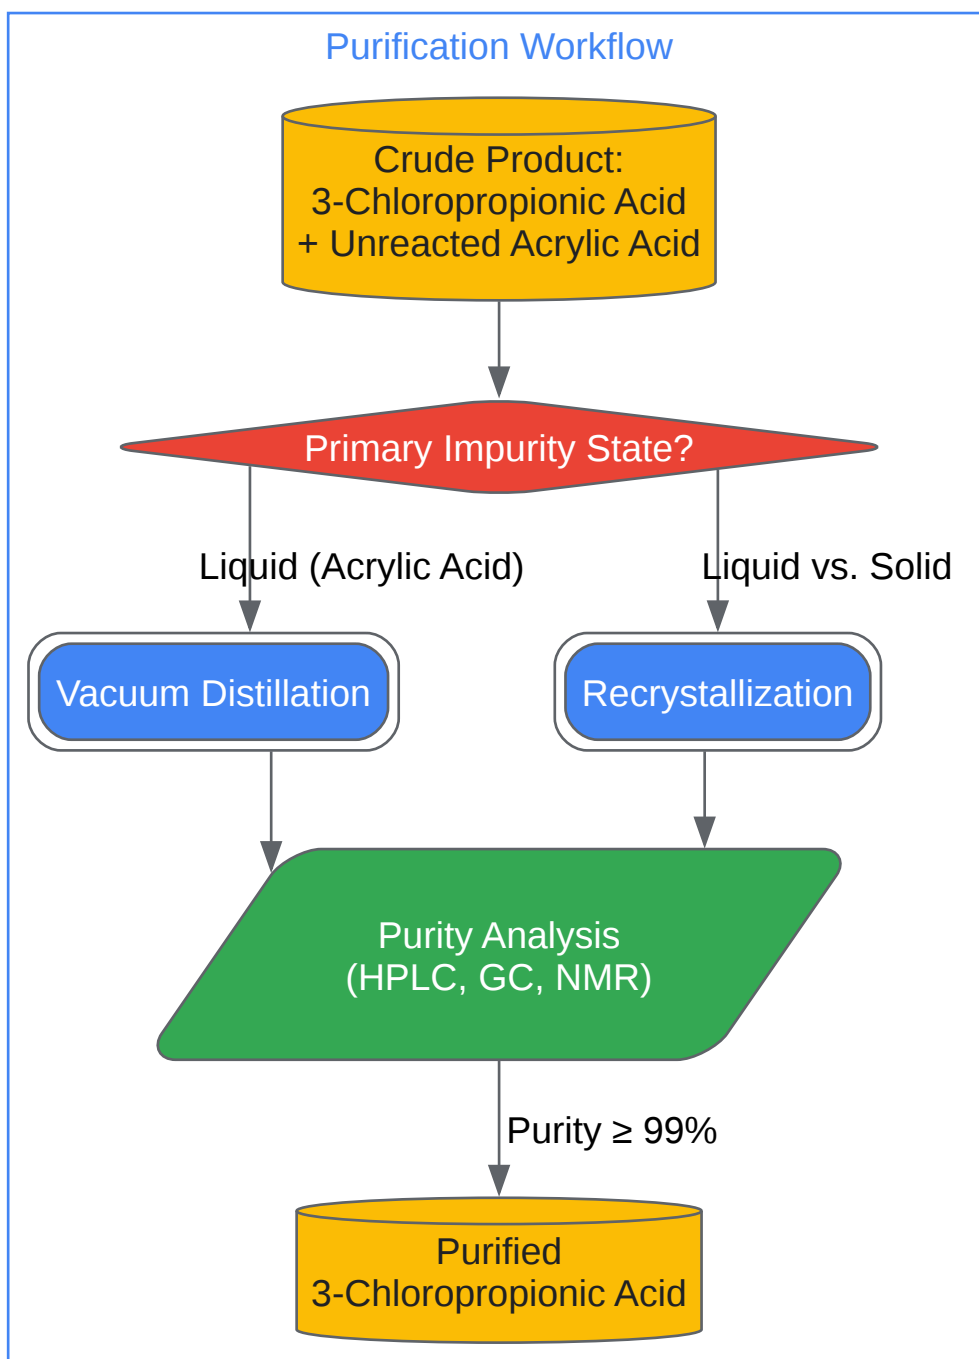 Purification Workflow
Crude Product:
3-Chloropropionic Acid
+ Unreacted Acrylic Acid
Primary Impurity State?
Liquid (Acrylic Acid)
Liquid vs. Solid
Vacuum Distillation
Recrystallization
Purity Analysis
(HPLC, GC, NMR)
Purity ≥ 99%
Purified
3-Chloropropionic Acid